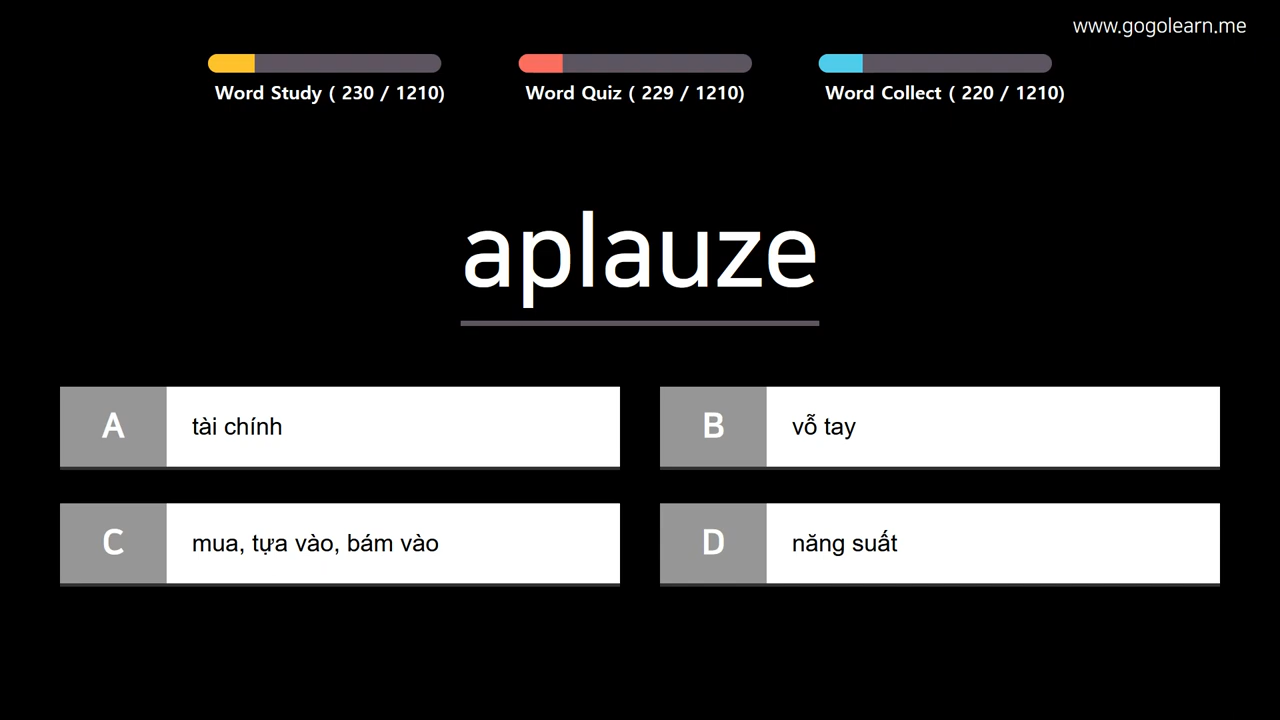 www.gogolearn.me
Word Study ( 230 / 1210)
Word Quiz ( 229 / 1210)
Word Collect ( 220 / 1210)
aplauze
A
tài chính
B
vỗ tay
C
mua, tựa vào, bám vào
D
năng suất